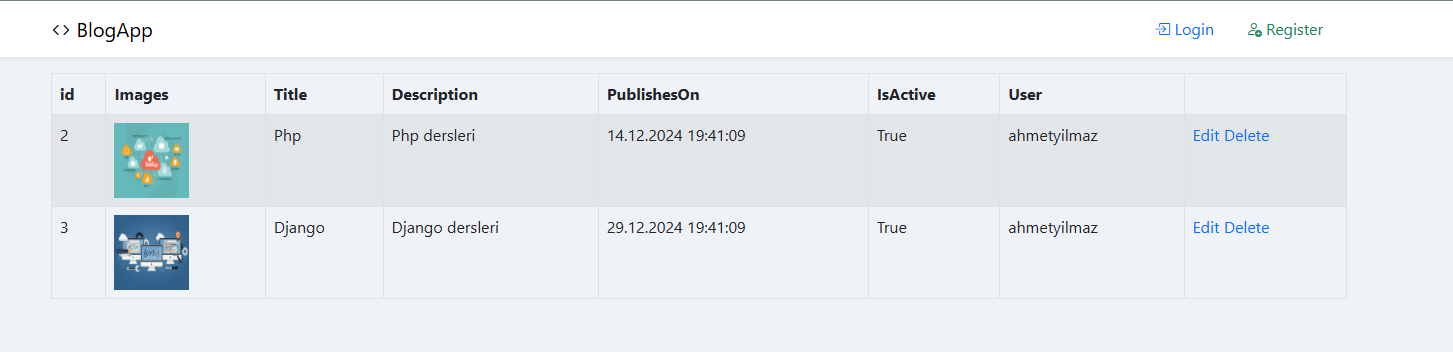 BlogApp
Login
Register
id Images Title Description PublishesOn IsActive User
2 Php Php dersleri 14.12.2024 19:41:09 True ahmetyilmaz Edit Delete
3 Django Django dersleri 29.12.2024 19:41:09 True ahmetyilmaz Edit Delete